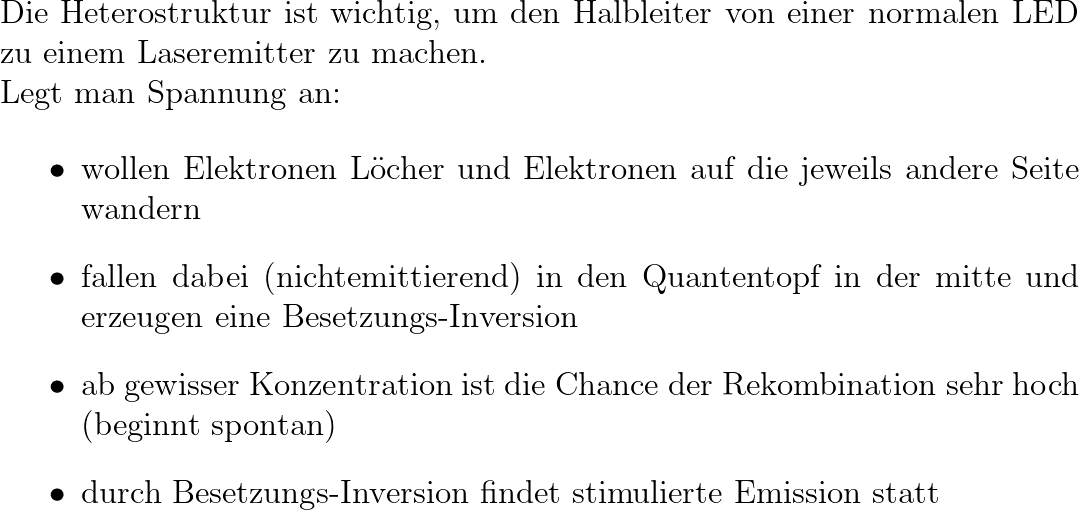 Die Heterostruktur ist wichtig, um den Halbleiter von einer normalen LED
zu einem Laseremitter zu machen.
Legt man Spannung an:
• wollen Elektronen Löcher und Elektronen auf die jeweils andere Seite
wandern
• fallen dabei (nichtemittierend) in den Quantentopf in der mitte und
erzeugen eine Besetzungs-Inversion
• ab gewisser Konzentration ist die Chance der Rekombination sehr hoch
(beginnt spontan)
• durch Besetzungs-Inversion findet stimulierte Emission statt